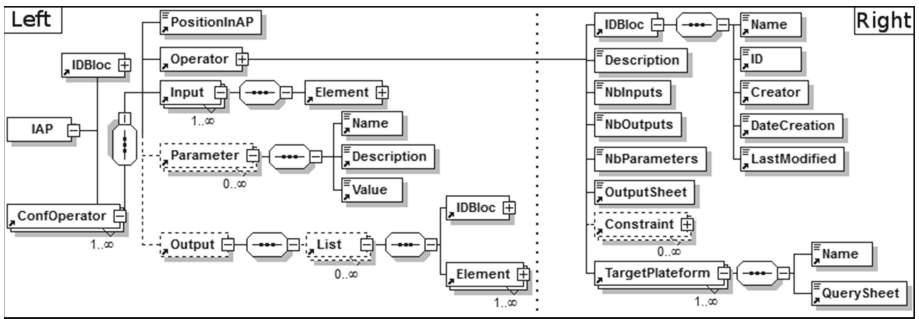 Left
PositionInAP
Operator
IDBloc
Input
1..∞
Element
IAP
Parameter
0..∞
Name
Description
Value
ConfOperator
1..∞
Output
List
0..∞
IDBloc
Element
1..∞
Right
IDBloc
Name
Description
ID
NbInputs
Creator
NbOutputs
DateCreation
NbParameters
LastModified
OutputSheet
Constraint
0..∞
TargetPlateform
1..∞
Name
QuerySheet